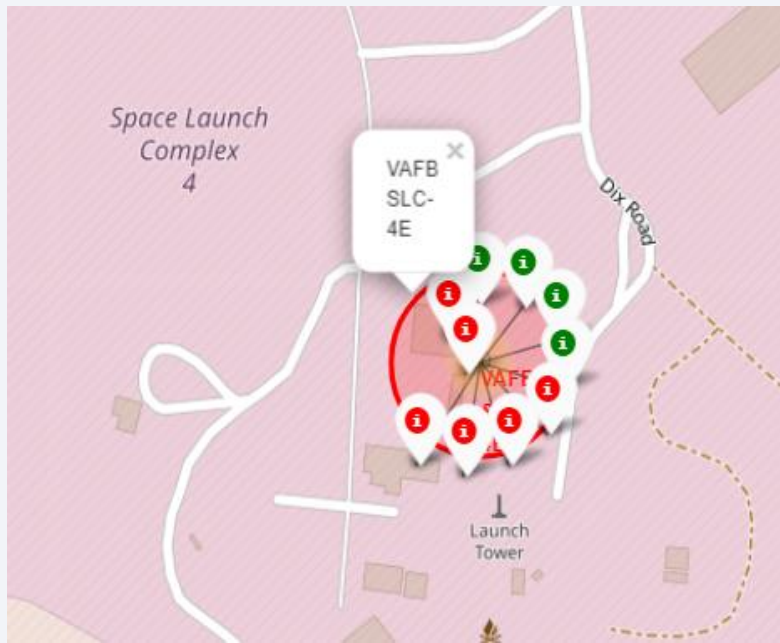 Space Launch
Complex
4
VAFB
SLC-
4E
Dix Road
Launch
Tower